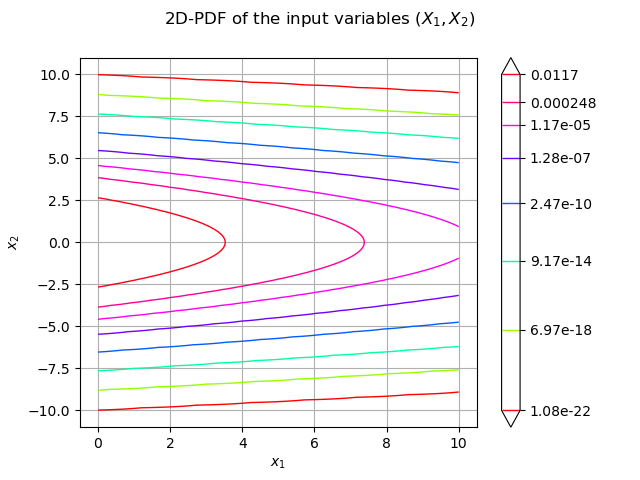 2D-PDF of the input variables (X₁, X₂)
10.0
7.5
5.0
2.5
0.0
−2.5
−5.0
−7.5
−10.0
x₂
0
2
4
6
8
10
x₁
0.0117
0.000248
1.17e-05
1.28e-07
2.47e-10
9.17e-14
6.97e-18
1.08e-22